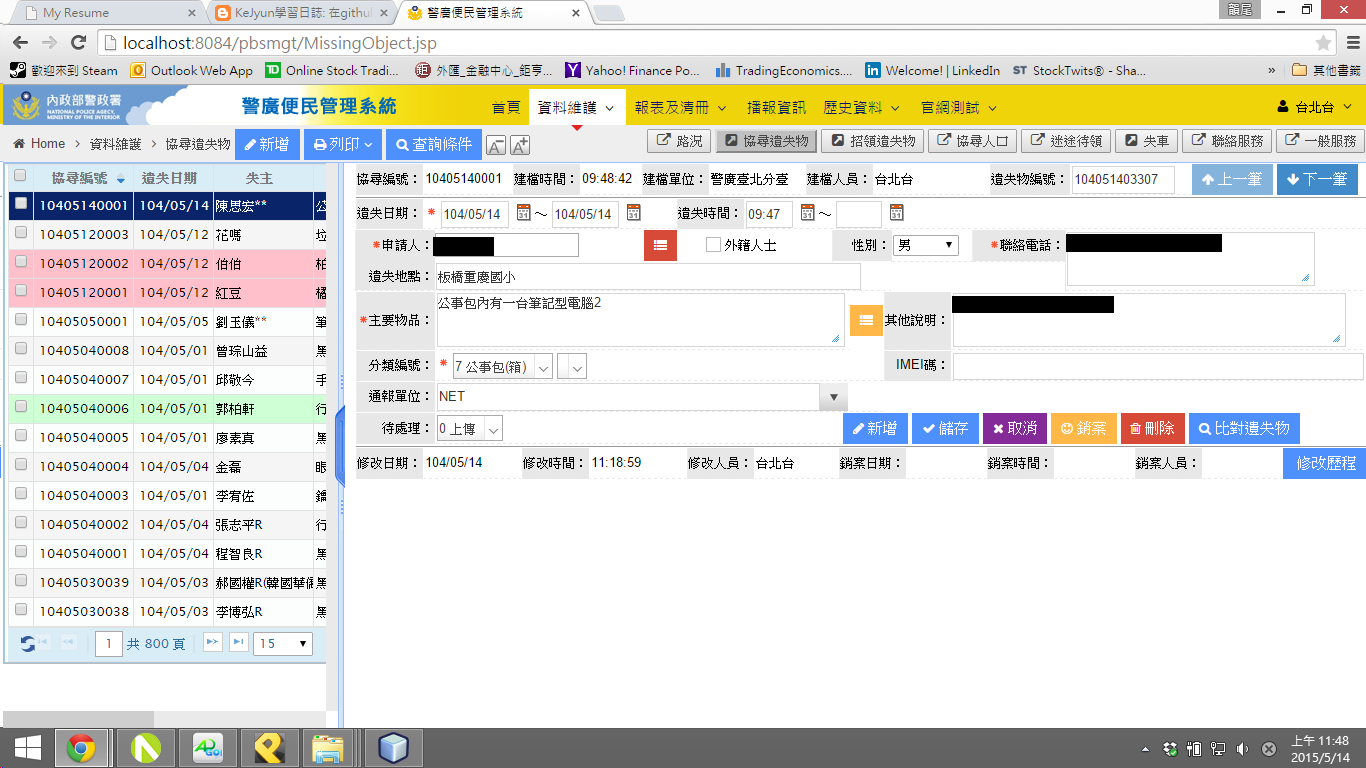 My Resume
KeJyun學習日誌: 在githu
警廣便民管理系統
韻尾
localhost:8084/pbsmgt/MissingObject.jsp
歡迎來到 Steam
Outlook Web App
Online Stock Tradi...
外匯_金融中心_鉅亨...
Yahoo! Finance Po...
TradingEconomics....
Welcome! | LinkedIn
ST StockTwits® - Sha...
»
其他書籤
內政部警政署
NATIONAL POLICE AGENCY,
MINISTRY OF THE INTERIOR
警廣便民管理系統
首頁 資料維護 報表及清冊 播報資訊 歷史資料 官網測試
台北台
Home > 資料維護 > 協尋遺失物
新增 列印 查詢條件 A- A+
路況 協尋遺失物 招領遺失物 協尋人口 迷途待領 失車 聯絡服務 一般服務
協尋編號 遺失日期 失主
10405140001 104/05/14 陳思宏** 公
10405120003 104/05/12 花嗎 垃
10405120002 104/05/12 伯伯 柏
10405120001 104/05/12 紅豆 橘
10405050001 104/05/05 劉玉儀** 筆
10405040008 104/05/01 曾琮山益 黑
10405040007 104/05/01 邱敬今 手
10405040006 104/05/01 郭柏軒 行
10405040005 104/05/01 廖素真 黑
10405040004 104/05/04 金磊 眼
10405040003 104/05/01 李宥佐 鑰
10405040002 104/05/04 張志平R 行
10405040001 104/05/04 程智良R 黑
10405030039 104/05/03 郝國權R(韓國華僑 黑
10405030038 104/05/03 李博弘R 黑
1 共 800 頁 15
協尋編號： 10405140001 建檔時間： 09:48:42 建檔單位： 警廣臺北分臺 建檔人員： 台北台 遺失物編號： 104051403307 上一筆 下一筆
遺失日期： * 104/05/14 31 ～ 104/05/14 31 遺失時間： 09:47 31 ～ 31
*申請人： 外籍人士 性別： 男 *聯絡電話：
遺失地點： 板橋重慶國小
*主要物品： 公事包內有一台筆記型電腦2 其他說明：
分類編號： * 7 公事包(箱) IMEI碼：
通報單位： NET
待處理： 0 上傳 新增 儲存 取消 銷案 刪除 比對遺失物
修改日期： 104/05/14 修改時間： 11:18:59 修改人員： 台北台 銷案日期： 銷案時間： 銷案人員： 修改歷程
上午 11:48
2015/5/14